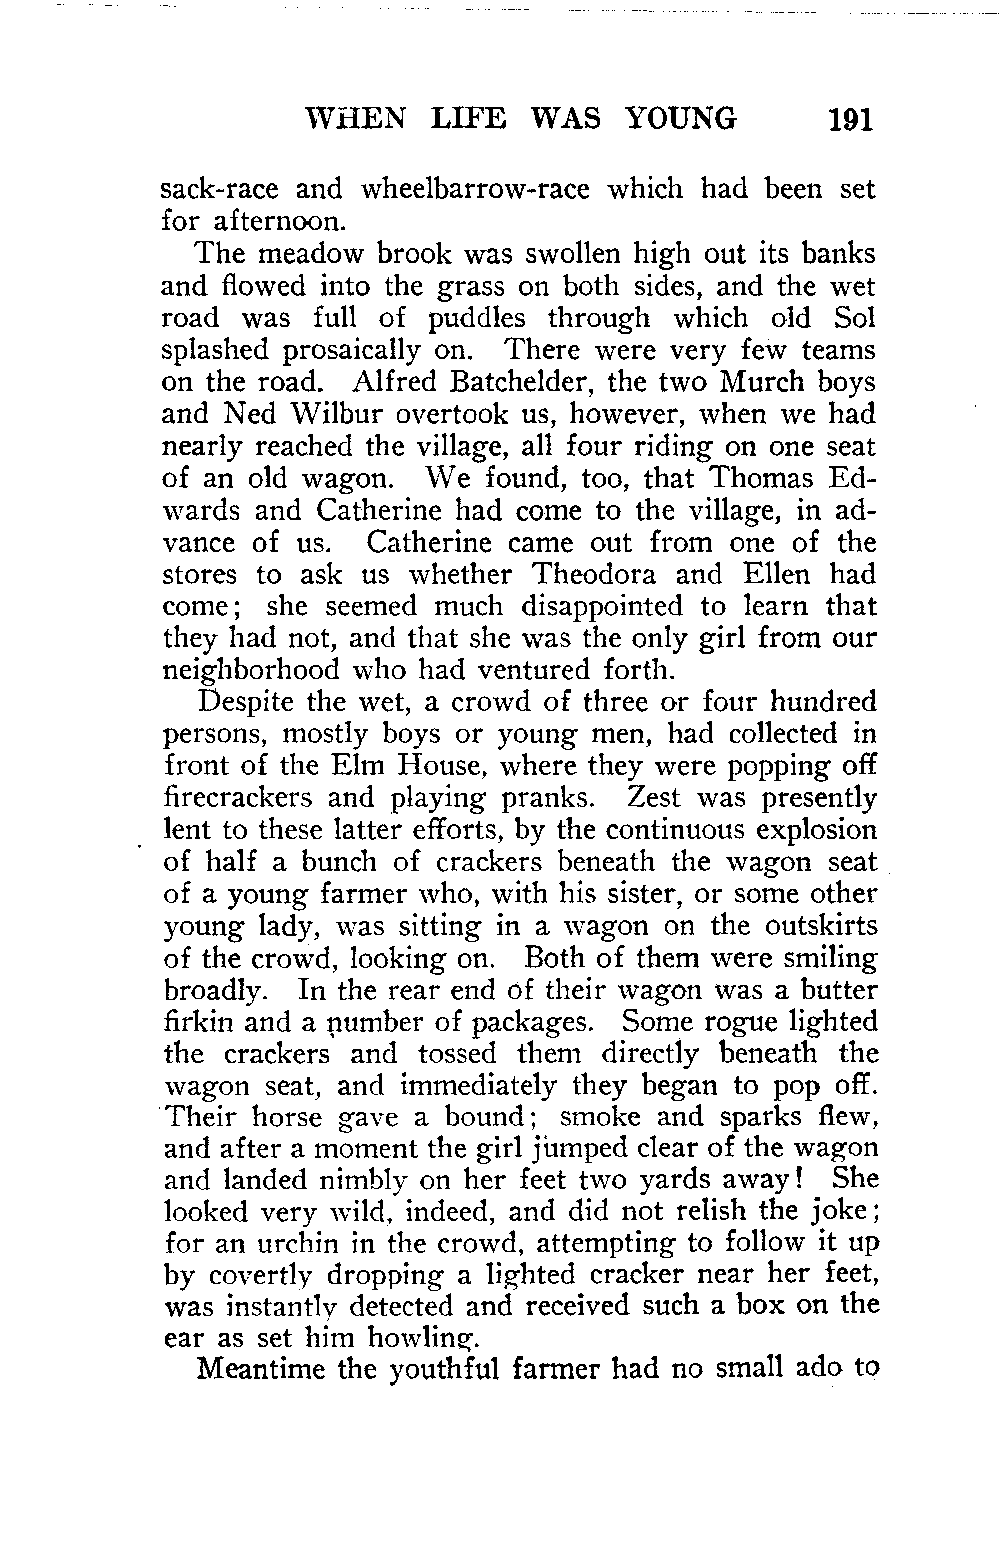 WHEN LIFE WAS YOUNG 191
sack-race and wheelbarrow-race which had been set
for afternoon.
The meadow brook was swollen high out its banks
and flowed into the grass on both sides, and the wet
road was full of puddles through which old Sol
splashed prosaically on. There were very few teams
on the road. Alfred Batchelder, the two Murch boys
and Ned Wilbur overtook us, however, when we had
nearly reached the village, all four riding on one seat
of an old wagon. We found, too, that Thomas Ed-
wards and Catherine had come to the village, in ad-
vance of us. Catherine came out from one of the
stores to ask us whether Theodora and Ellen had
come; she seemed much disappointed to learn that
they had not, and that she was the only girl from our
neighborhood who had ventured forth.
Despite the wet, a crowd of three or four hundred
persons, mostly boys or young men, had collected in
front of the Elm House, where they were popping off
firecrackers and playing pranks. Zest was presently
lent to these latter efforts, by the continuous explosion
of half a bunch of crackers beneath the wagon seat
of a young farmer who, with his sister, or some other
young lady, was sitting in a wagon on the outskirts
of the crowd, looking on. Both of them were smiling
broadly. In the rear end of their wagon was a butter
firkin and a number of packages. Some rogue lighted
the crackers and tossed them directly beneath the
wagon seat, and immediately they began to pop off.
Their horse gave a bound; smoke and sparks flew,
and after a moment the girl jumped clear of the wagon
and landed nimbly on her feet two yards away! She
looked very wild, indeed, and did not relish the joke;
for an urchin in the crowd, attempting to follow it up
by covertly dropping a lighted cracker near her feet,
was instantly detected and received such a box on the
ear as set him howling.
Meantime the youthful farmer had no small ado to